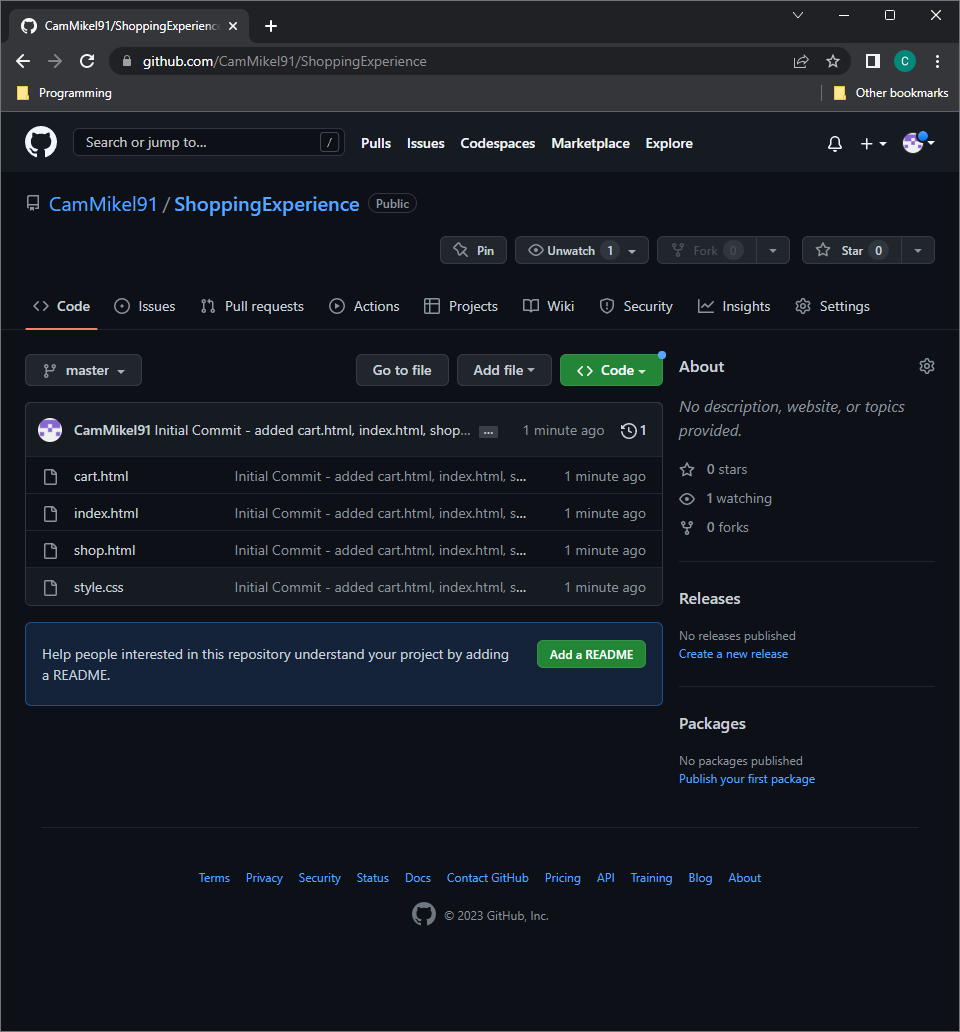 CamMikel91/ShoppingExperience
github.com/CamMikel91/ShoppingExperience
C
Programming
Other bookmarks
Search or jump to...
/
Pulls Issues Codespaces Marketplace Explore
CamMikel91 / ShoppingExperience Public
Pin Unwatch 1 Fork 0 Star 0
Code Issues Pull requests Actions Projects Wiki Security Insights Settings
master Go to file Add file Code
CamMikel91 Initial Commit - added cart.html, index.html, shop... ... 1 minute ago 1
cart.html Initial Commit - added cart.html, index.html, s... 1 minute ago
index.html Initial Commit - added cart.html, index.html, s... 1 minute ago
shop.html Initial Commit - added cart.html, index.html, s... 1 minute ago
style.css Initial Commit - added cart.html, index.html, s... 1 minute ago
Help people interested in this repository understand your project by adding
a README.
Add a README
About
No description, website, or topics
provided.
0 stars
1 watching
0 forks
Releases
No releases published
Create a new release
Packages
No packages published
Publish your first package
Terms Privacy Security Status Docs Contact GitHub Pricing API Training Blog About
© 2023 GitHub, Inc.